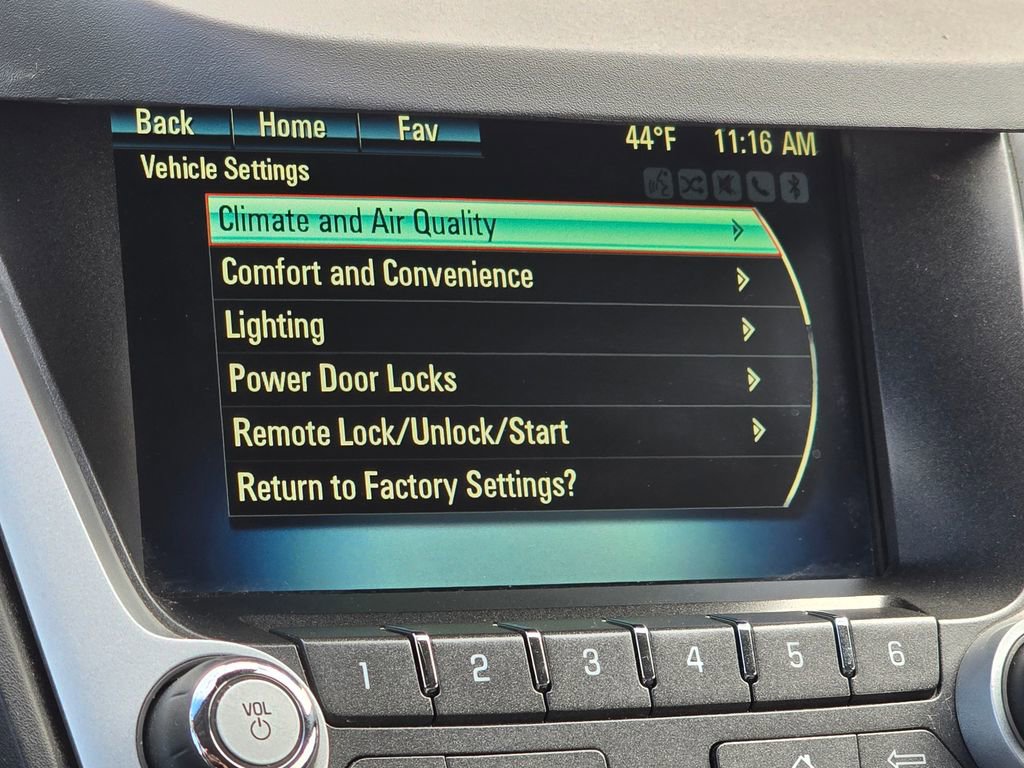 Back Home Fav 44°F 11:16 AM
Vehicle Settings
Climate and Air Quality
Comfort and Convenience
Lighting
Power Door Locks
Remote Lock/Unlock/Start
Return to Factory Settings?
1 2 3 4 5 6
VOL